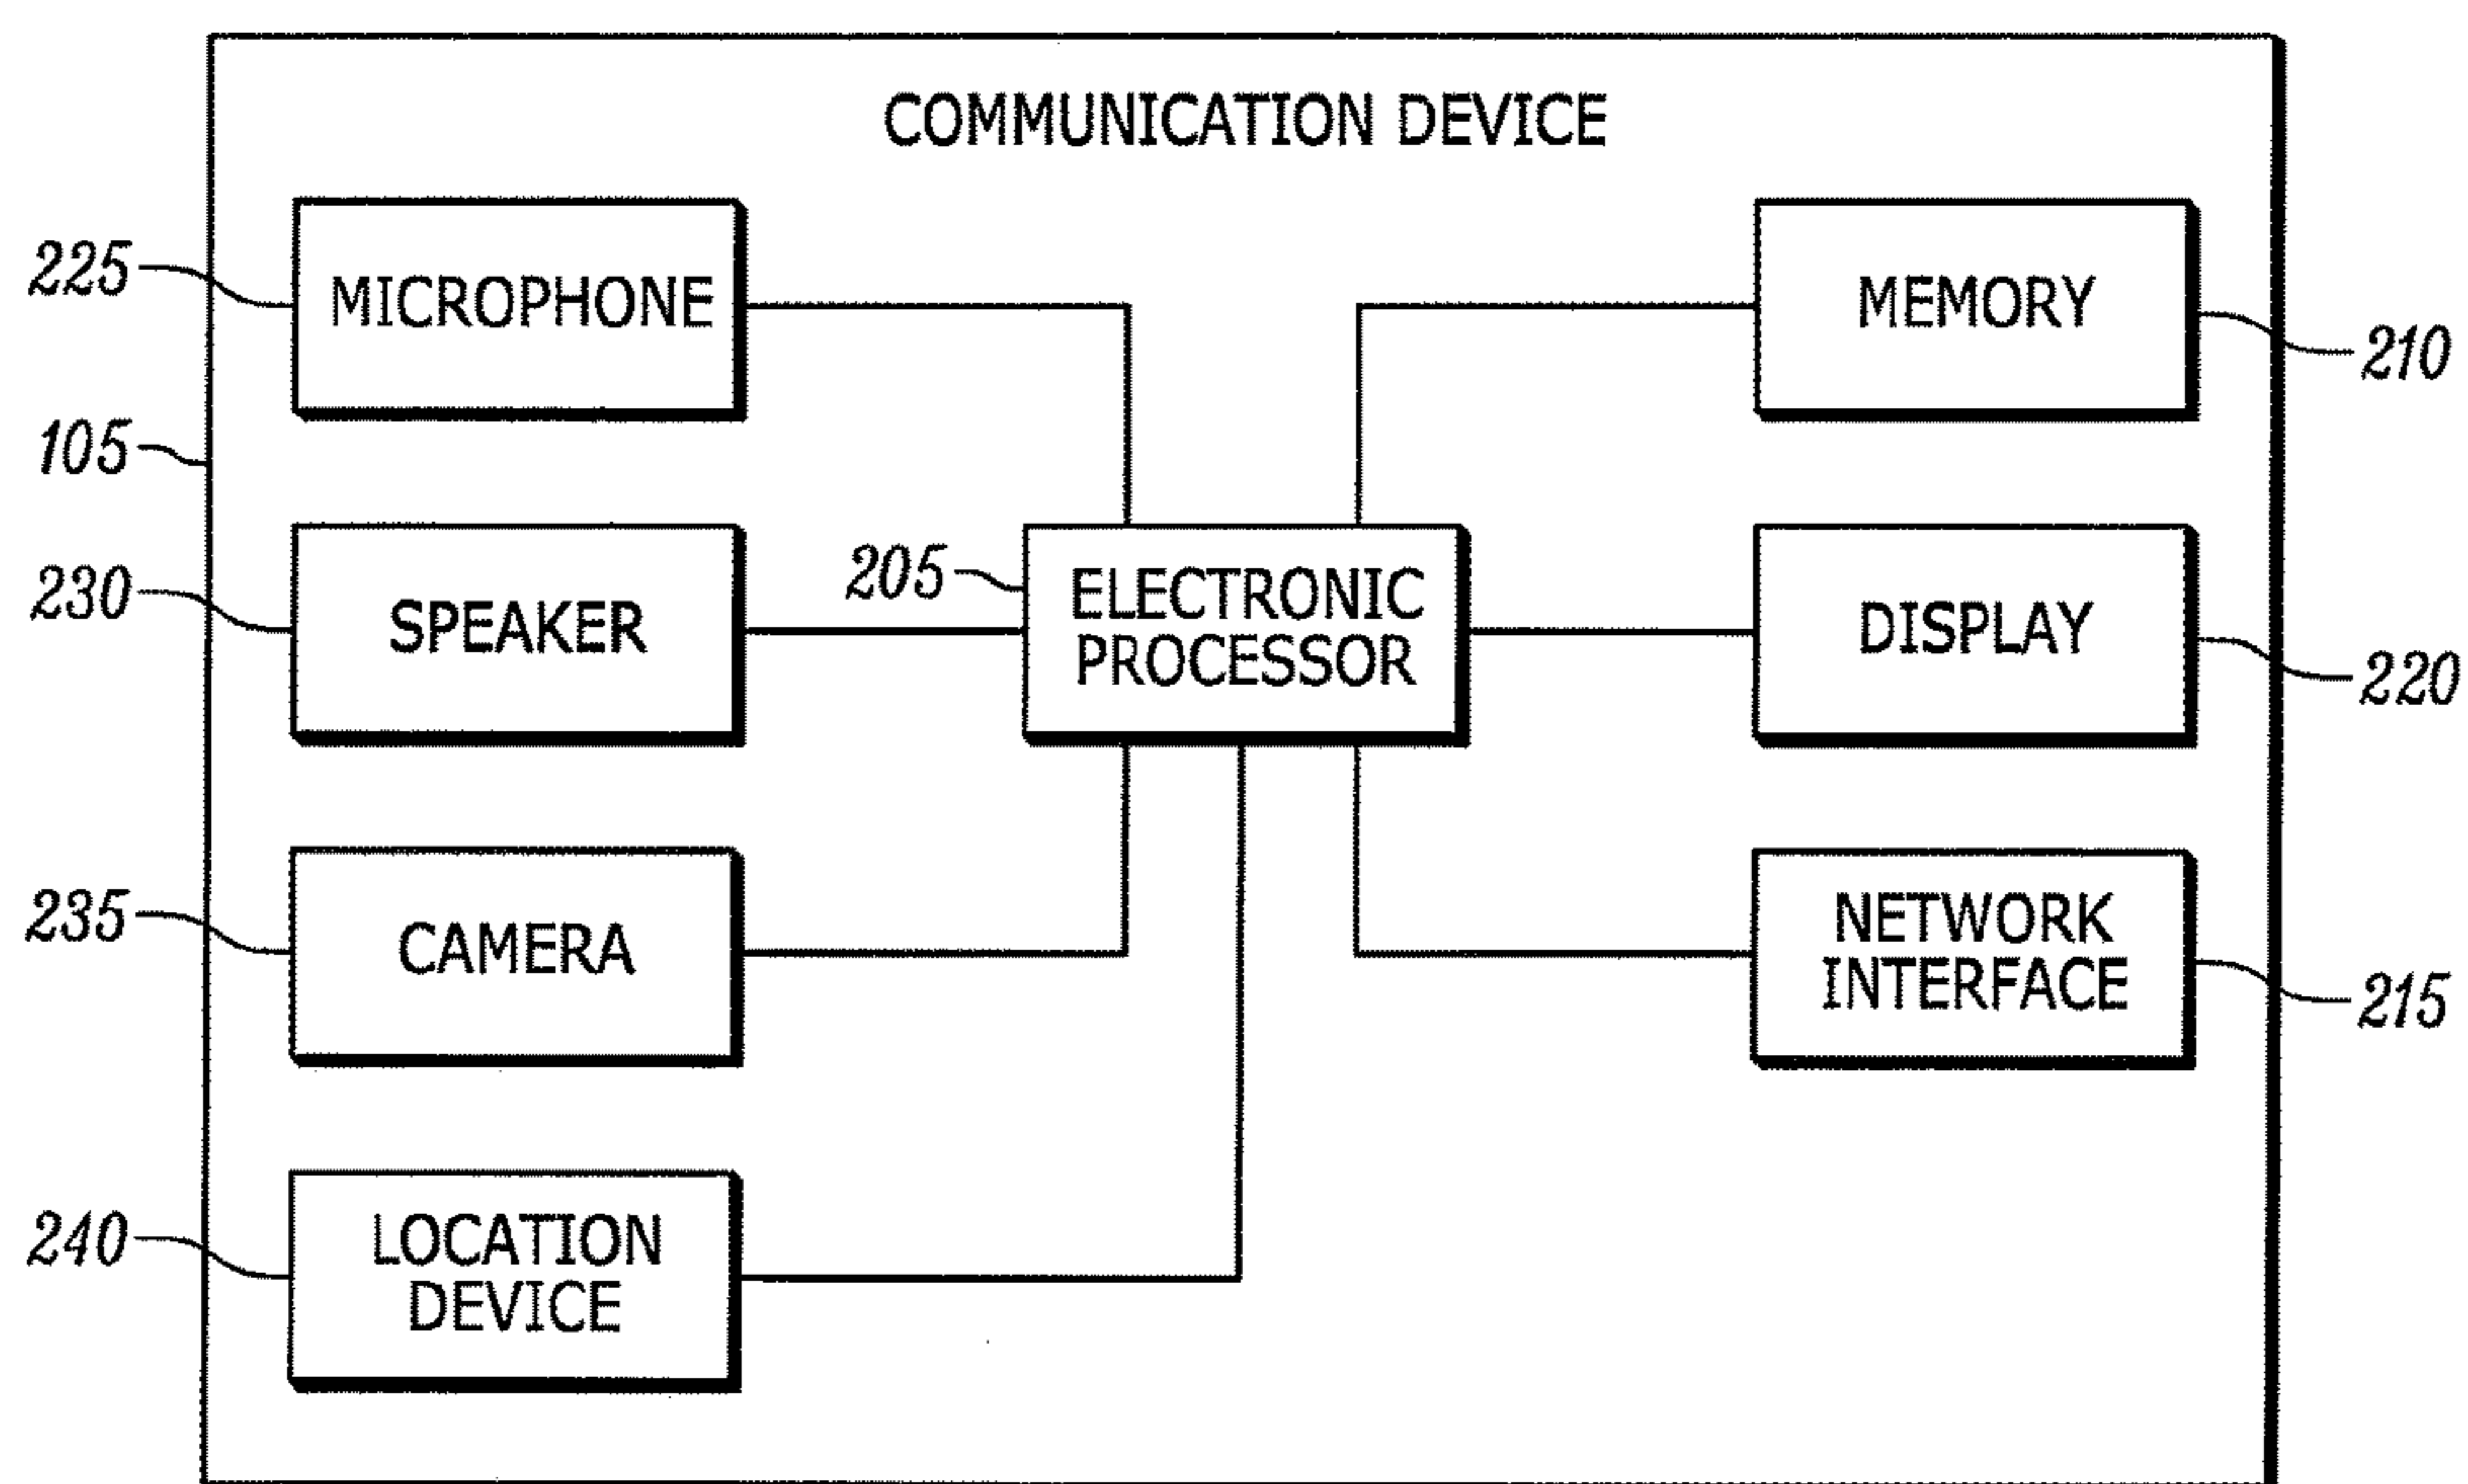 COMMUNICATION DEVICE
225
MICROPHONE
MEMORY
210
105
230
SPEAKER
205
ELECTRONIC
PROCESSOR
DISPLAY
220
235
CAMERA
NETWORK
INTERFACE
215
240
LOCATION
DEVICE